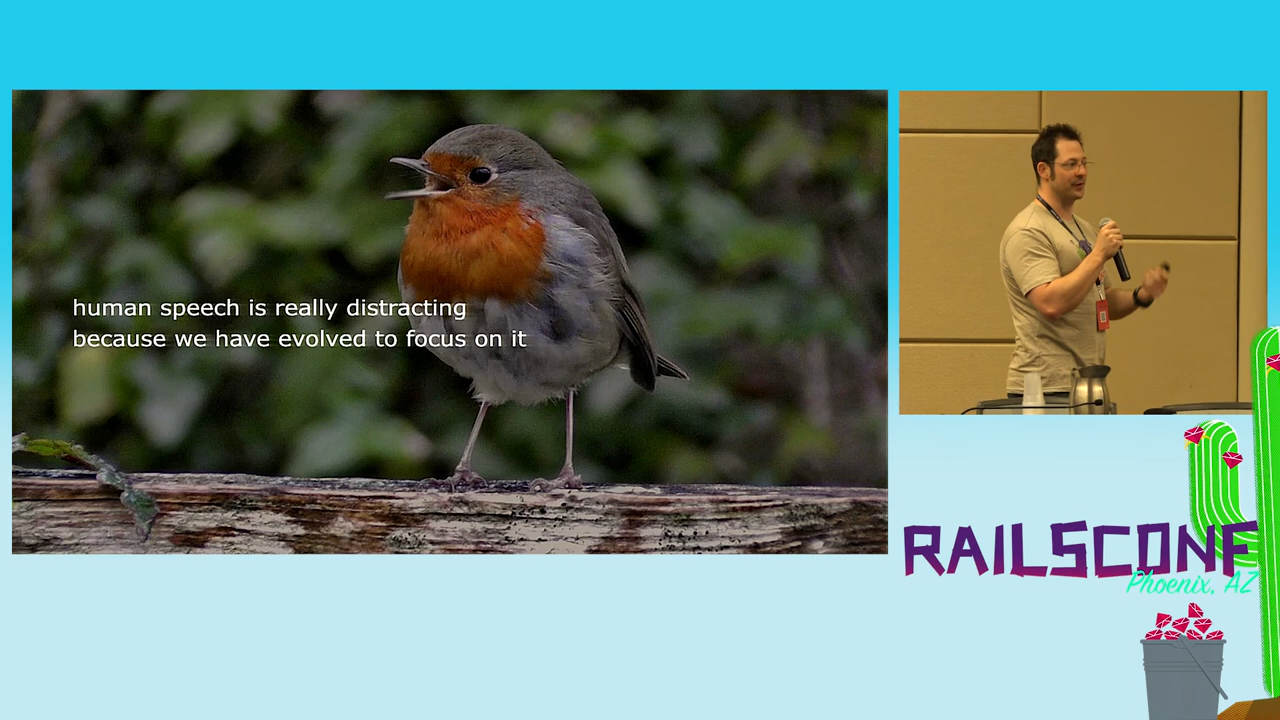 human speech is really distracting
because we have evolved to focus on it
RAILSCONF
Phoenix, AZ